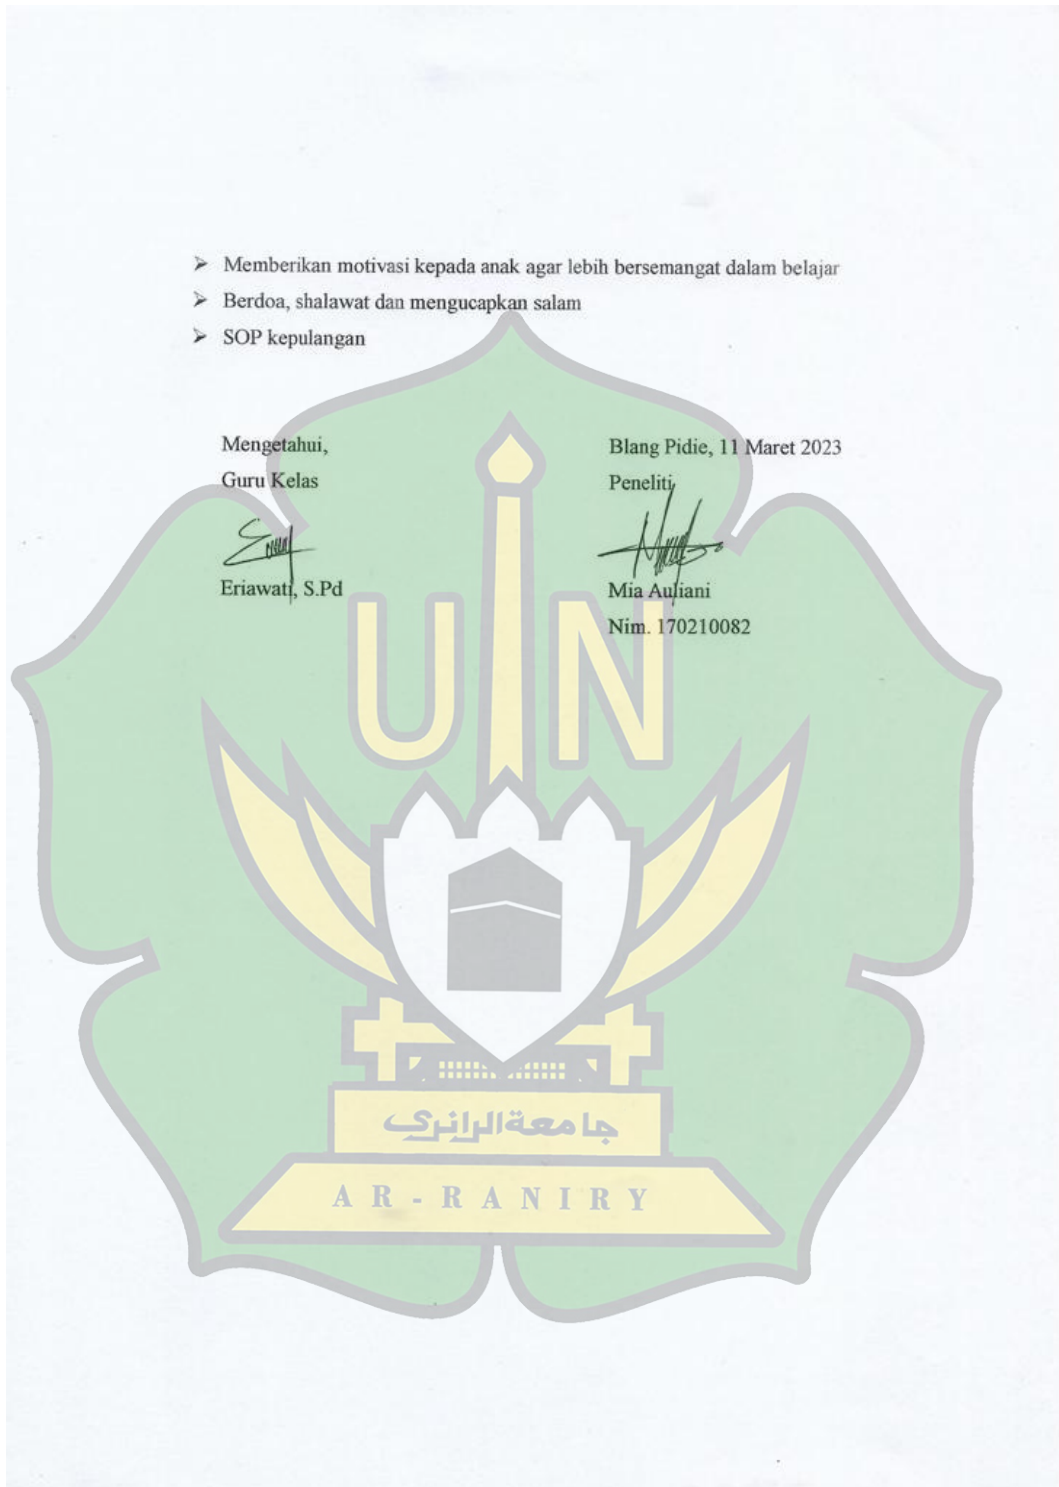 ➢ Memberikan motivasi kepada anak agar lebih bersemangat dalam belajar
➢ Berdoa, shalawat dan mengucapkan salam
➢ SOP kepulangan
Mengetahui,
Guru Kelas
Eriawati, S.Pd
Blang Pidie, 11 Maret 2023
Peneliti
Mia Auliani
Nim. 170210082
UIN
جامعة الرانري
AR-RANIRY